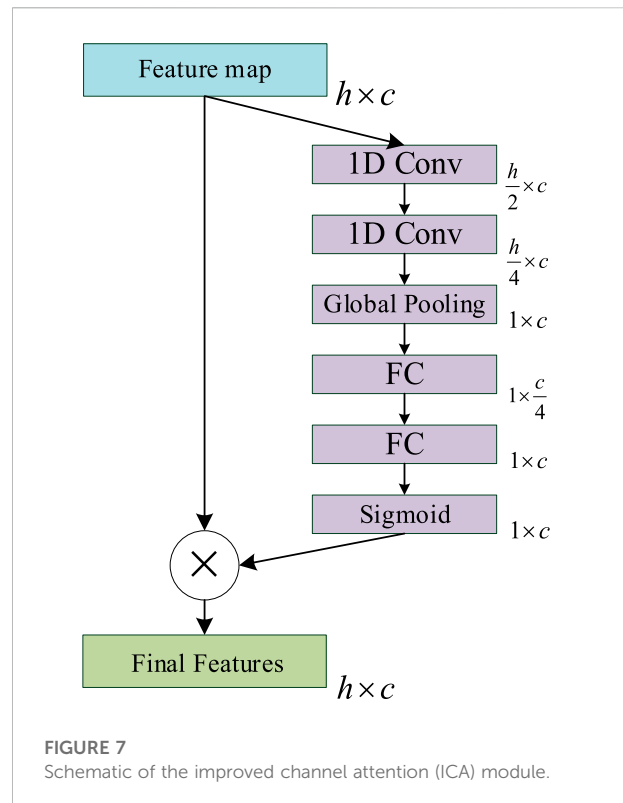 Feature map
h×c
1D Conv
h/2 ×c
1D Conv
h/4 ×c
Global Pooling
1×c
FC
1× c/4
FC
1×c
Sigmoid
1×c
×
Final Features
h×c
FIGURE 7
Schematic of the improved channel attention (ICA) module.